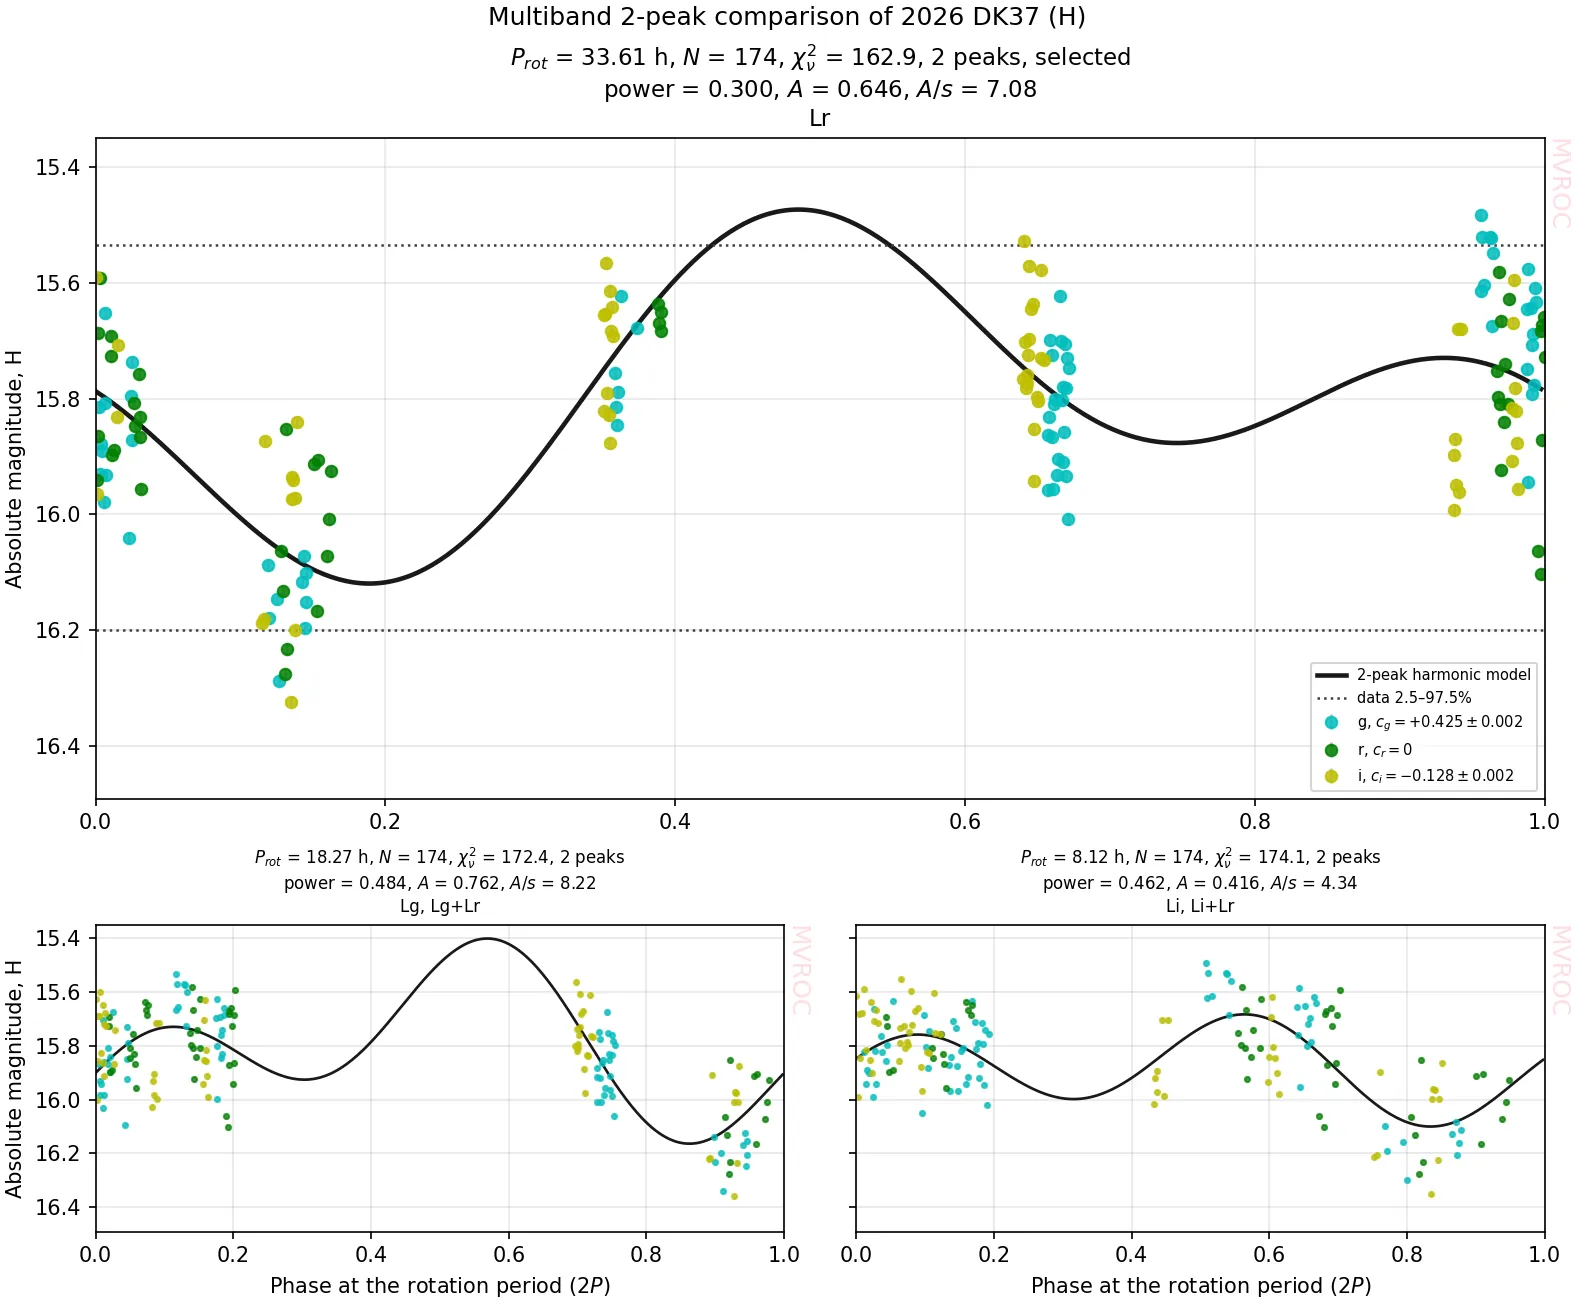 Multiband 2-peak comparison of 2026 DK37 (H)
P_rot = 33.61 h, N = 174, χ²_ν = 162.9, 2 peaks, selected
power = 0.300, A = 0.646, A/s = 7.08
Lr
MVROC
Absolute magnitude, H
15.4
15.6
15.8
16.0
16.2
16.4
2-peak harmonic model
data 2.5–97.5%
g, c_g = +0.425 ± 0.002
r, c_r = 0
i, c_i = −0.128 ± 0.002
0.0 0.2 0.4 0.6 0.8 1.0
P_rot = 18.27 h, N = 174, χ²_ν = 172.4, 2 peaks
power = 0.484, A = 0.762, A/s = 8.22
Lg, Lg+Lr
MVROC
Absolute magnitude, H
15.4
15.6
15.8
16.0
16.2
16.4
0.0 0.2 0.4 0.6 0.8 1.0
Phase at the rotation period (2P)
P_rot = 8.12 h, N = 174, χ²_ν = 174.1, 2 peaks
power = 0.462, A = 0.416, A/s = 4.34
Li, Li+Lr
MVROC
0.0 0.2 0.4 0.6 0.8 1.0
Phase at the rotation period (2P)